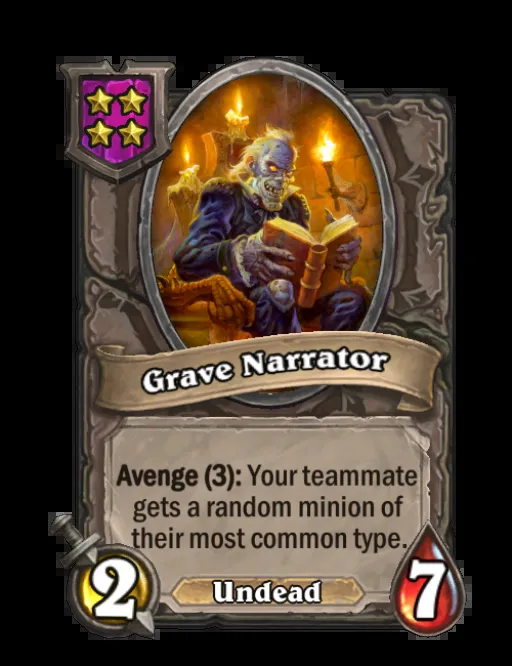 Grave Narrator
Avenge (3): Your teammate
gets a random minion of
their most common type.
2
Undead
7